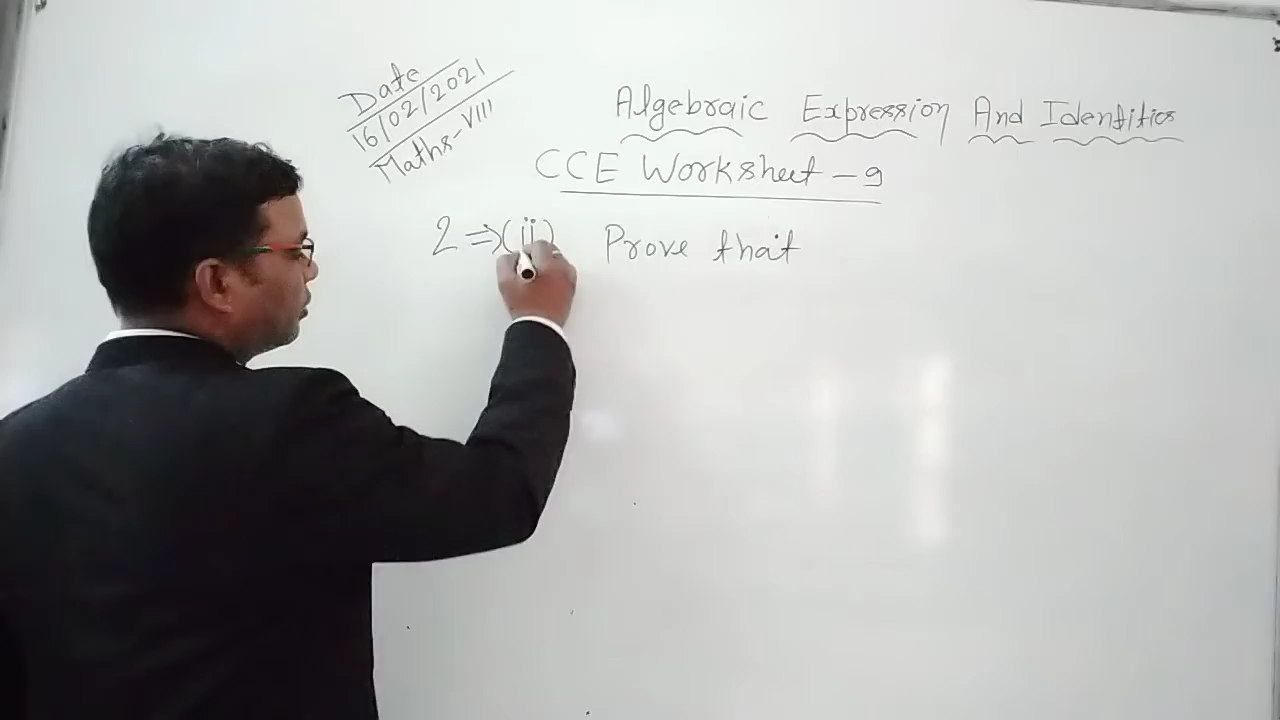 Date
16/02/2021
Maths-VIII
Algebraic Expression And Identities
CCE Worksheet - 9
2 ⇒ (ii) Prove that